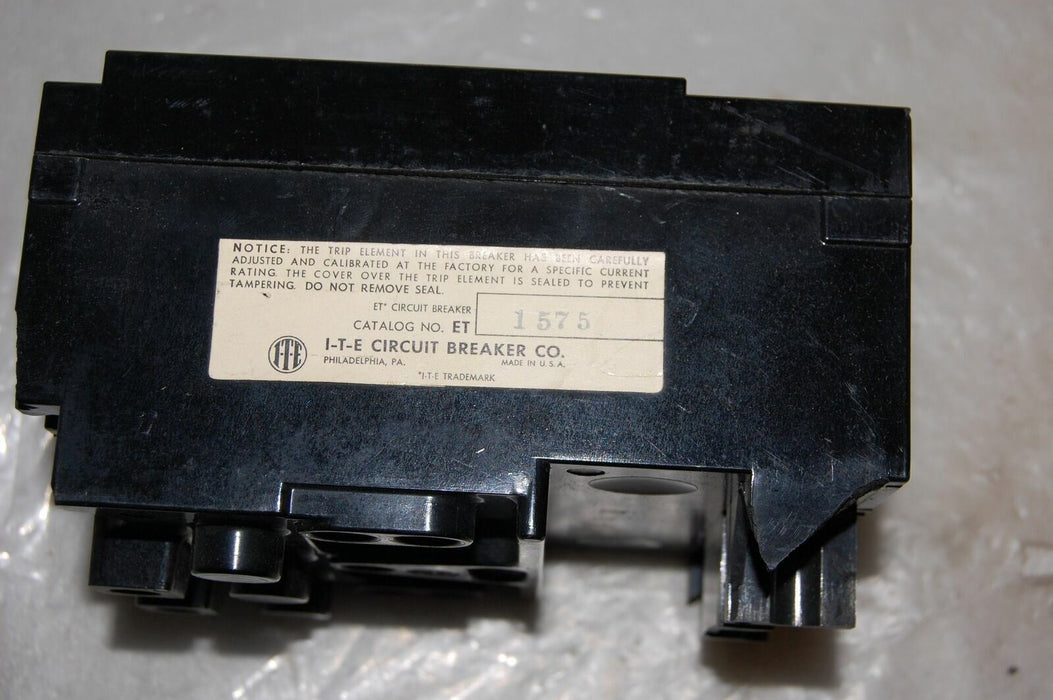 NOTICE: THE TRIP ELEMENT IN THIS BREAKER HAS BEEN CAREFULLY
ADJUSTED AND CALIBRATED AT THE FACTORY FOR A SPECIFIC CURRENT
RATING. THE COVER OVER THE TRIP ELEMENT IS SEALED TO PREVENT
TAMPERING. DO NOT REMOVE SEAL.
ET* CIRCUIT BREAKER
CATALOG NO. ET 1575
I-T-E I-T-E CIRCUIT BREAKER CO.
PHILADELPHIA, PA. MADE IN U.S.A.
*I-T-E TRADEMARK